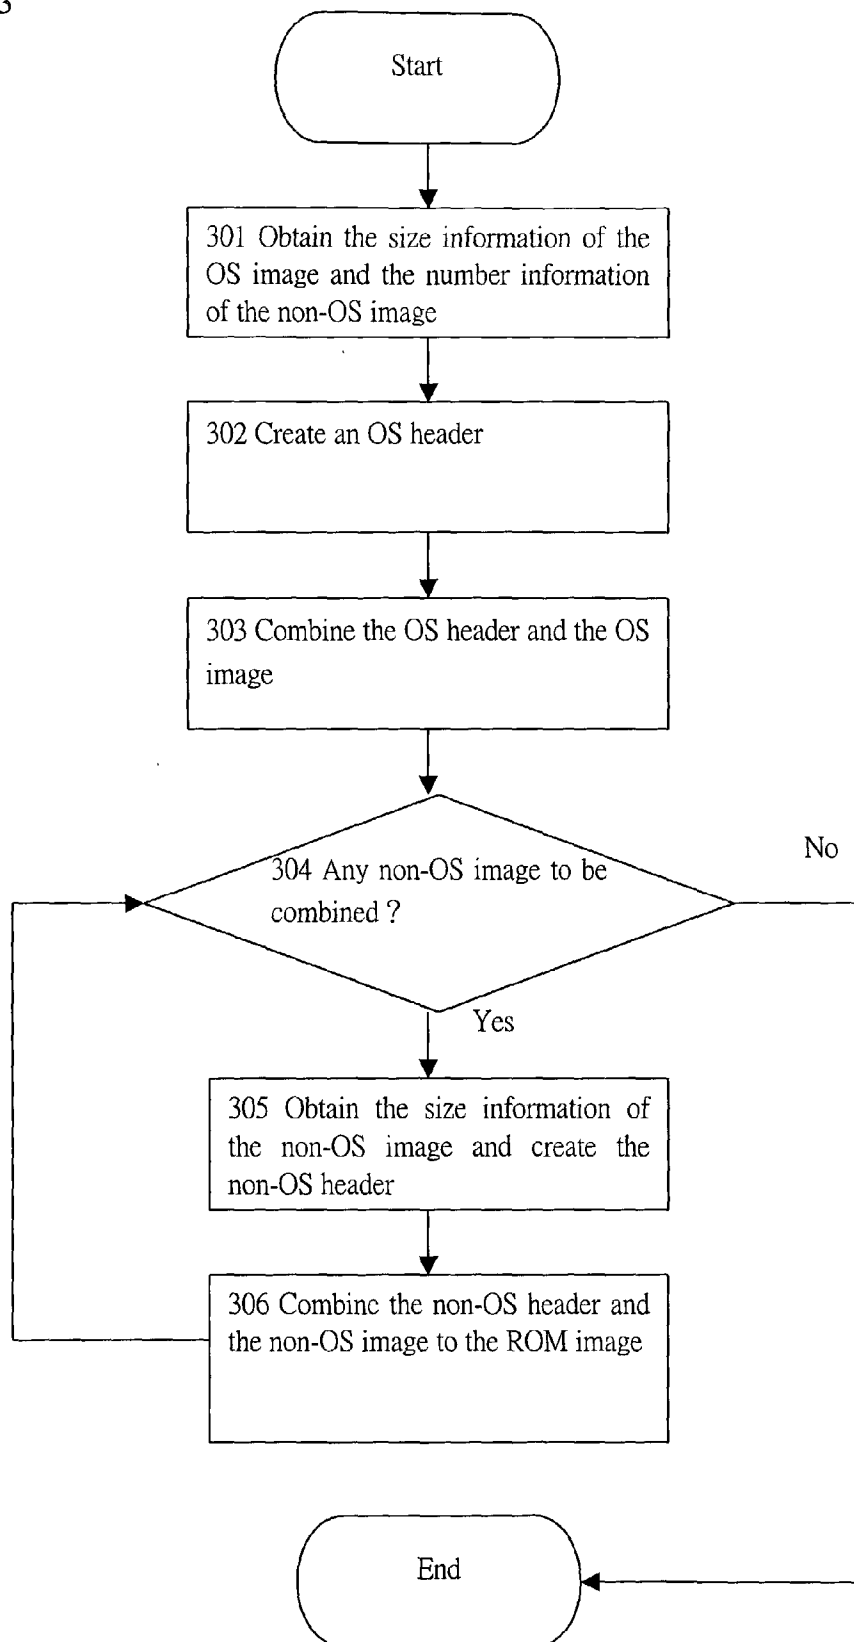 3
Start
301 Obtain the size information of the
OS image and the number information
of the non-OS image
302 Create an OS header
303 Combine the OS header and the OS
image
304 Any non-OS image to be
combined ?
No
Yes
305 Obtain the size information of
the non-OS image and create the
non-OS header
306 Combine the non-OS header and
the non-OS image to the ROM image
End